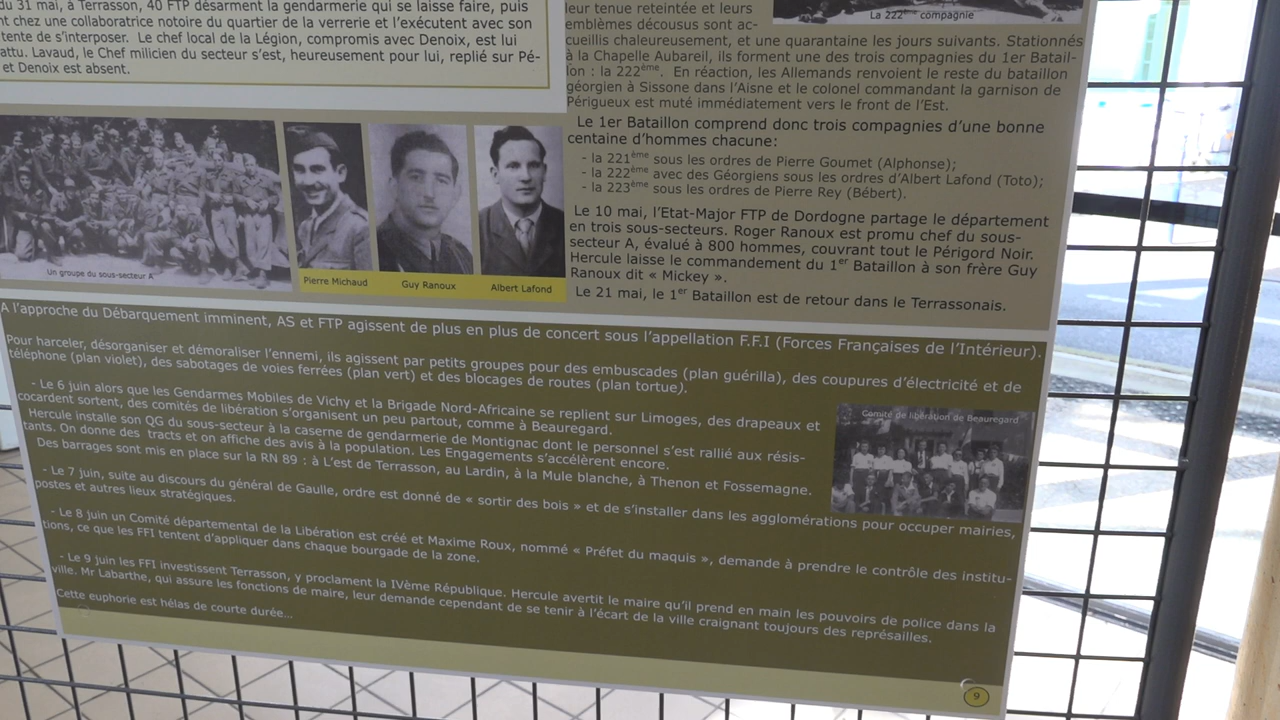 du 31 mai, à Terrasson, 40 FTP désarment la gendarmerie qui se laisse faire, puis
nt chez une collaboratrice notoire du quartier de la verrerie et l'exécutent avec son
tente de s'interposer. Le chef local de la Légion, compromis avec Denoix, est lui
attu. Lavaud, le Chef milicien du secteur s'est, heureusement pour lui, replié sur Pé-
et Denoix est absent.
Un groupe du sous-secteur A
Pierre Michaud
Guy Ranoux
Albert Lafond
leur tenue reteintée et leurs
emblèmes décousus sont ac-
La 222ème compagnie
cueillis chaleureusement, et une quarantaine les jours suivants. Stationnés
à la Chapelle Aubareil, ils forment une des trois compagnies du 1er Batail-
lon : la 222ème. En réaction, les Allemands renvoient le reste du bataillon
géorgien à Sissone dans l'Aisne et le colonel commandant la garnison de
Périgueux est muté immédiatement vers le front de l'Est.
Le 1er Bataillon comprend donc trois compagnies d'une bonne
centaine d'hommes chacune:
- la 221ème sous les ordres de Pierre Goumet (Alphonse);
- la 222ème avec des Géorgiens sous les ordres d'Albert Lafond (Toto);
- la 223ème sous les ordres de Pierre Rey (Bébert).
Le 10 mai, l'Etat-Major FTP de Dordogne partage le département
en trois sous-secteurs. Roger Ranoux est promu chef du sous-
secteur A, évalué à 800 hommes, couvrant tout le Périgord Noir.
Hercule laisse le commandement du 1er Bataillon à son frère Guy
Ranoux dit « Mickey ».
Le 21 mai, le 1er Bataillon est de retour dans le Terrassonais.
A l'approche du Débarquement imminent, AS et FTP agissent de plus en plus de concert sous l'appellation F.F.I (Forces Françaises de l'Intérieur).
Pour harceler, désorganiser et démoraliser l'ennemi, ils agissent par petits groupes pour des embuscades (plan guérilla), des coupures d'électricité et de
téléphone (plan violet), des sabotages de voies ferrées (plan vert) et des blocages de routes (plan tortue).
- Le 6 juin alors que les Gendarmes Mobiles de Vichy et la Brigade Nord-Africaine se replient sur Limoges, des drapeaux et
cocardent sortent, des comités de libération s'organisent un peu partout, comme à Beauregard.
Hercule installe son QG du sous-secteur à la caserne de gendarmerie de Montignac dont le personnel s'est rallié aux résis-
tants. On donne des tracts et on affiche des avis à la population. Les Engagements s'accélèrent encore.
Des barrages sont mis en place sur la RN 89 : à L'est de Terrasson, au Lardin, à la Mule blanche, à Thenon et Fossemagne.
Comité de libération de Beauregard
- Le 7 juin, suite au discours du général de Gaulle, ordre est donné de « sortir des bois » et de s'installer dans les agglomérations pour occuper mairies,
postes et autres lieux stratégiques.
- Le 8 juin un Comité départemental de la Libération est créé et Maxime Roux, nommé « Préfet du maquis », demande à prendre le contrôle des institu-
tions, ce que les FFI tentent d'appliquer dans chaque bourgade de la zone.
- Le 9 juin les FFI investissent Terrasson, y proclament la IVème République. Hercule avertit le maire qu'il prend en main les pouvoirs de police dans la
ville. Mr Labarthe, qui assure les fonctions de maire, leur demande cependant de se tenir à l'écart de la ville craignant toujours des représailles.
Cette euphorie est hélas de courte durée...
9